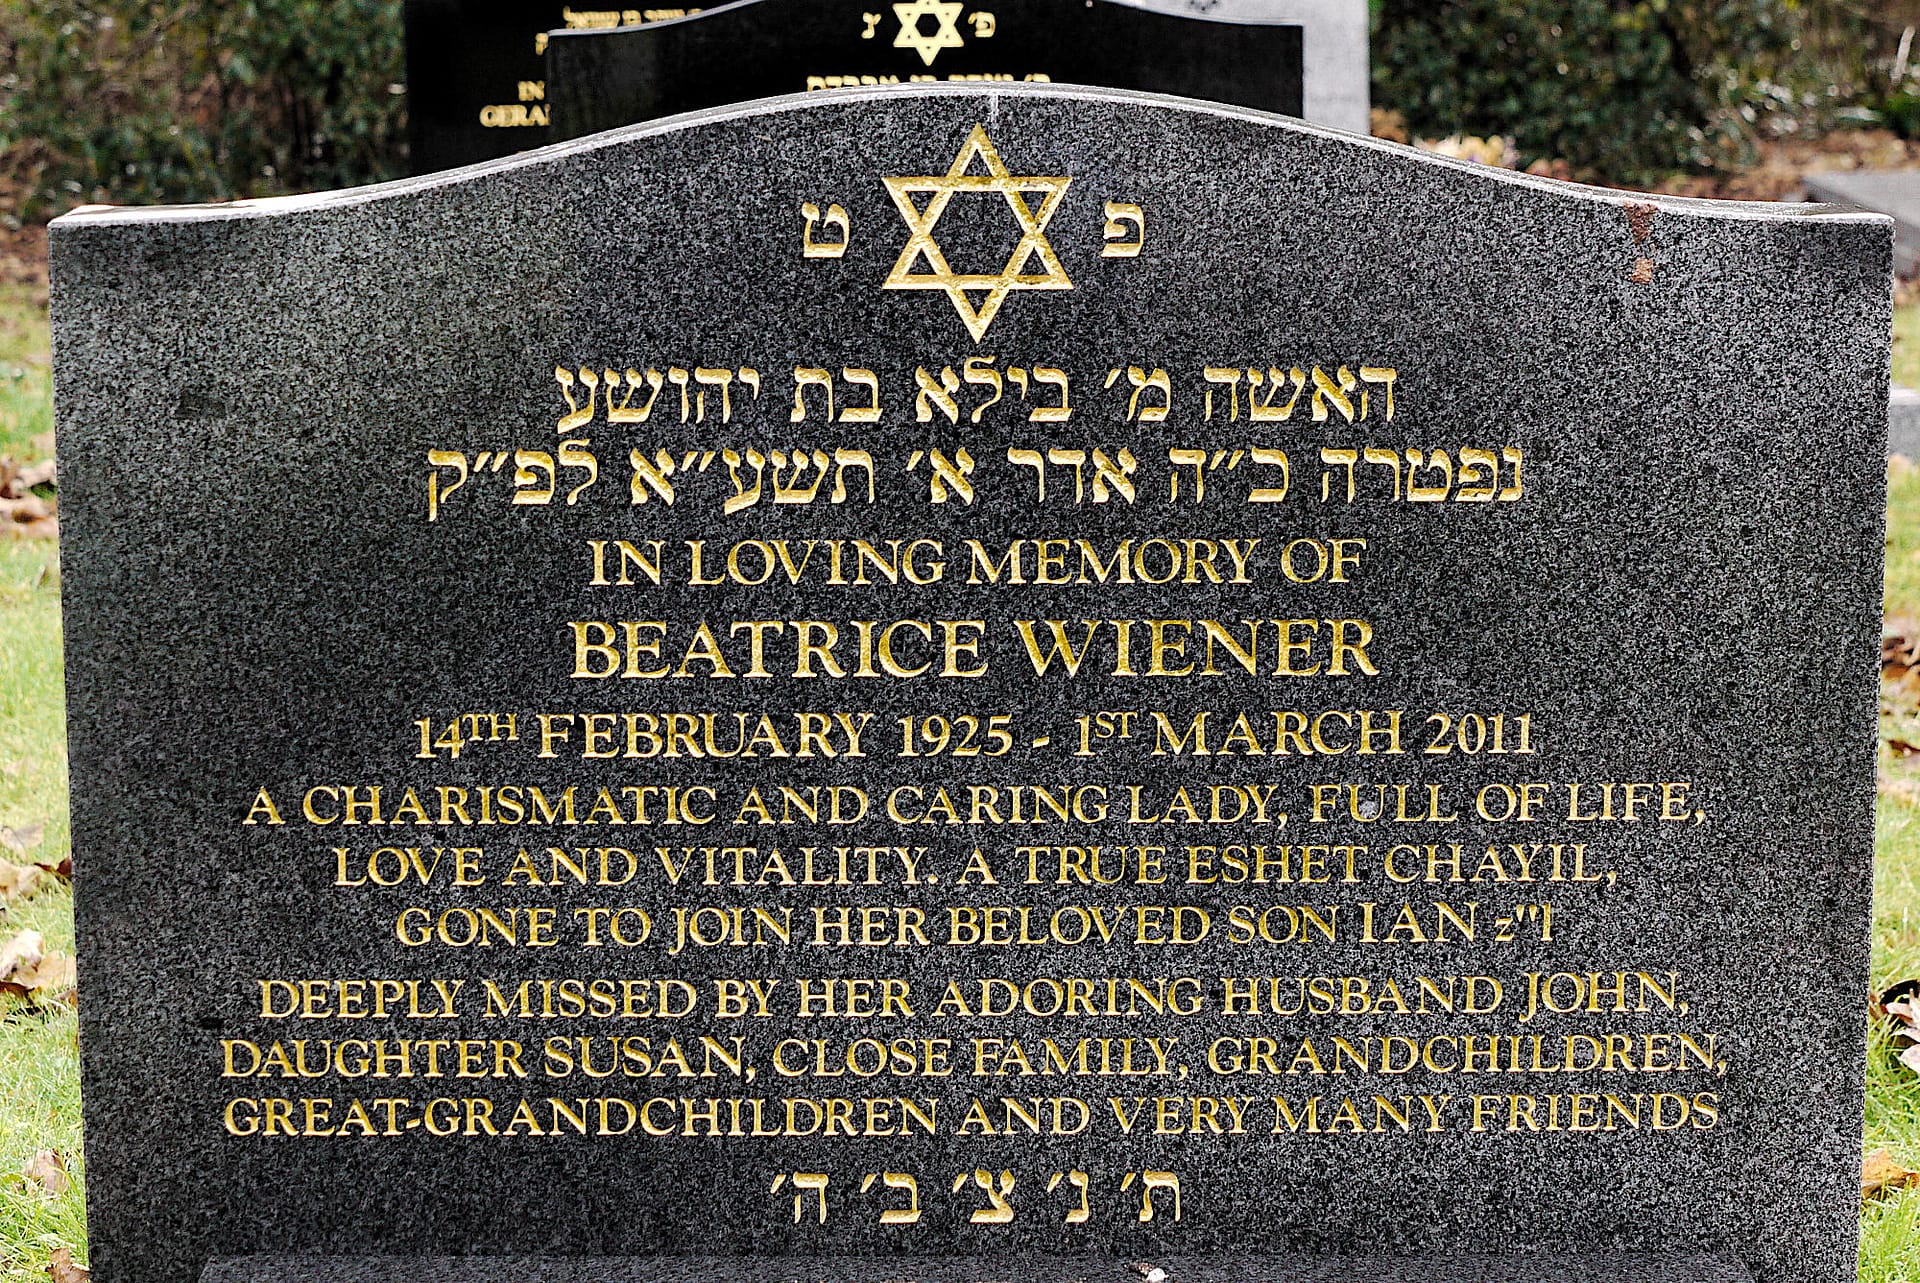 פ ט
האשה מ׳ בילא בת יהושע
נפטרה כ״ה אדר א׳ תשע״א לפ״ק
IN LOVING MEMORY OF
BEATRICE WIENER
14TH FEBRUARY 1925 - 1ST MARCH 2011
A CHARISMATIC AND CARING LADY, FULL OF LIFE,
LOVE AND VITALITY. A TRUE ESHET CHAYIL,
GONE TO JOIN HER BELOVED SON IAN z"l
DEEPLY MISSED BY HER ADORING HUSBAND JOHN,
DAUGHTER SUSAN, CLOSE FAMILY, GRANDCHILDREN,
GREAT-GRANDCHILDREN AND VERY MANY FRIENDS
ת׳ נ׳ צ׳ ב׳ ה׳